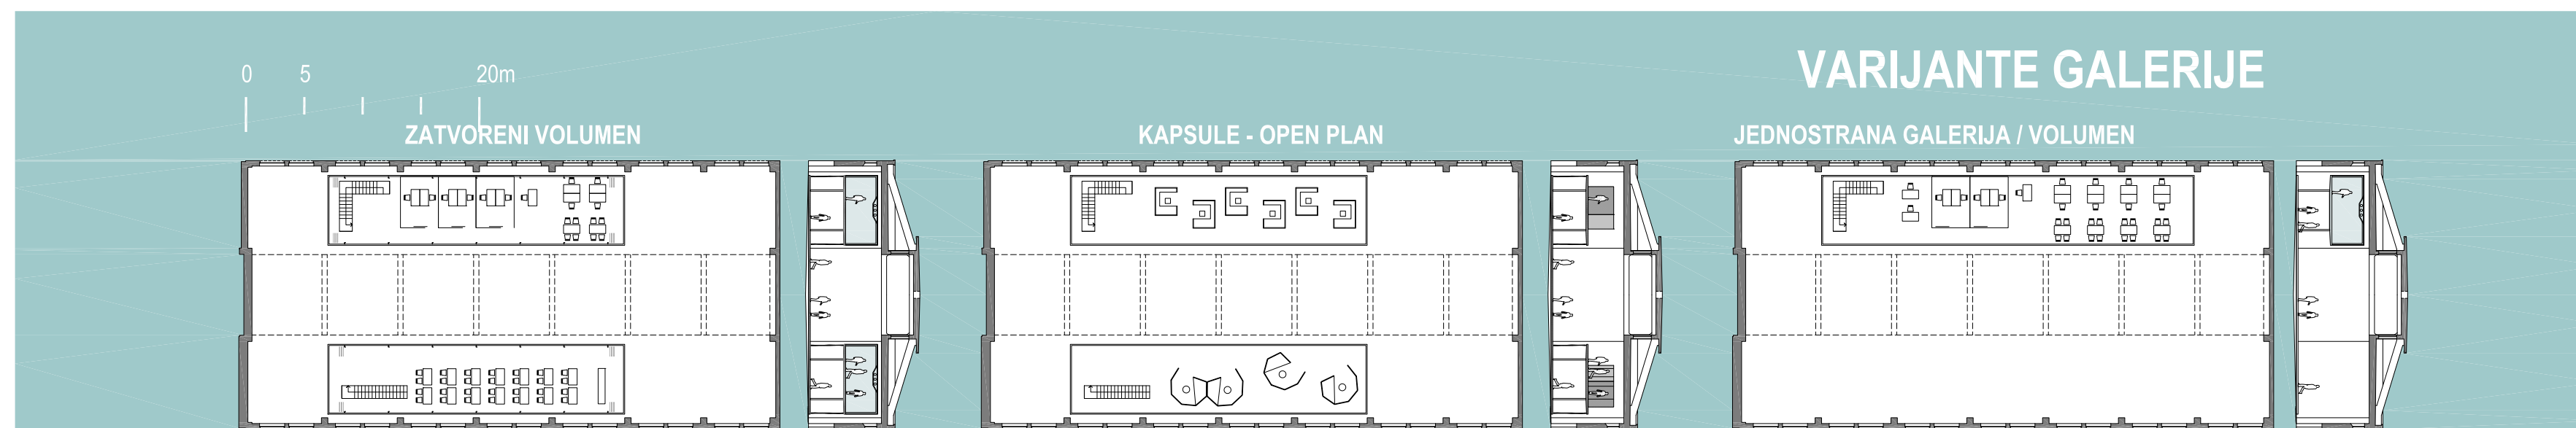 VARIJANTE GALERIJE
0 5 20m
ZATVORENI VOLUMEN
KAPSULE - OPEN PLAN
JEDNOSTRANA GALERIJA / VOLUMEN